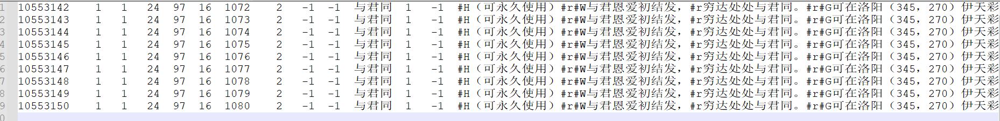 1 10553142 1 1 24 97 16 1072 2 -1 -1 与君同 1 -1 #H（可永久使用）#r#W与君恩爱初结发，#r穷达处处与君同。#r#G可在洛阳（345，270）伊天彩
2 10553143 1 1 24 97 16 1073 2 -1 -1 与君同 1 -1 #H（可永久使用）#r#W与君恩爱初结发，#r穷达处处与君同。#r#G可在洛阳（345，270）伊天彩
3 10553144 1 1 24 97 16 1074 2 -1 -1 与君同 1 -1 #H（可永久使用）#r#W与君恩爱初结发，#r穷达处处与君同。#r#G可在洛阳（345，270）伊天彩
4 10553145 1 1 24 97 16 1075 2 -1 -1 与君同 1 -1 #H（可永久使用）#r#W与君恩爱初结发，#r穷达处处与君同。#r#G可在洛阳（345，270）伊天彩
5 10553146 1 1 24 97 16 1076 2 -1 -1 与君同 1 -1 #H（可永久使用）#r#W与君恩爱初结发，#r穷达处处与君同。#r#G可在洛阳（345，270）伊天彩
6 10553147 1 1 24 97 16 1077 2 -1 -1 与君同 1 -1 #H（可永久使用）#r#W与君恩爱初结发，#r穷达处处与君同。#r#G可在洛阳（345，270）伊天彩
7 10553148 1 1 24 97 16 1078 2 -1 -1 与君同 1 -1 #H（可永久使用）#r#W与君恩爱初结发，#r穷达处处与君同。#r#G可在洛阳（345，270）伊天彩
8 10553149 1 1 24 97 16 1079 2 -1 -1 与君同 1 -1 #H（可永久使用）#r#W与君恩爱初结发，#r穷达处处与君同。#r#G可在洛阳（345，270）伊天彩
9 10553150 1 1 24 97 16 1080 2 -1 -1 与君同 1 -1 #H（可永久使用）#r#W与君恩爱初结发，#r穷达处处与君同。#r#G可在洛阳（345，270）伊天彩
0